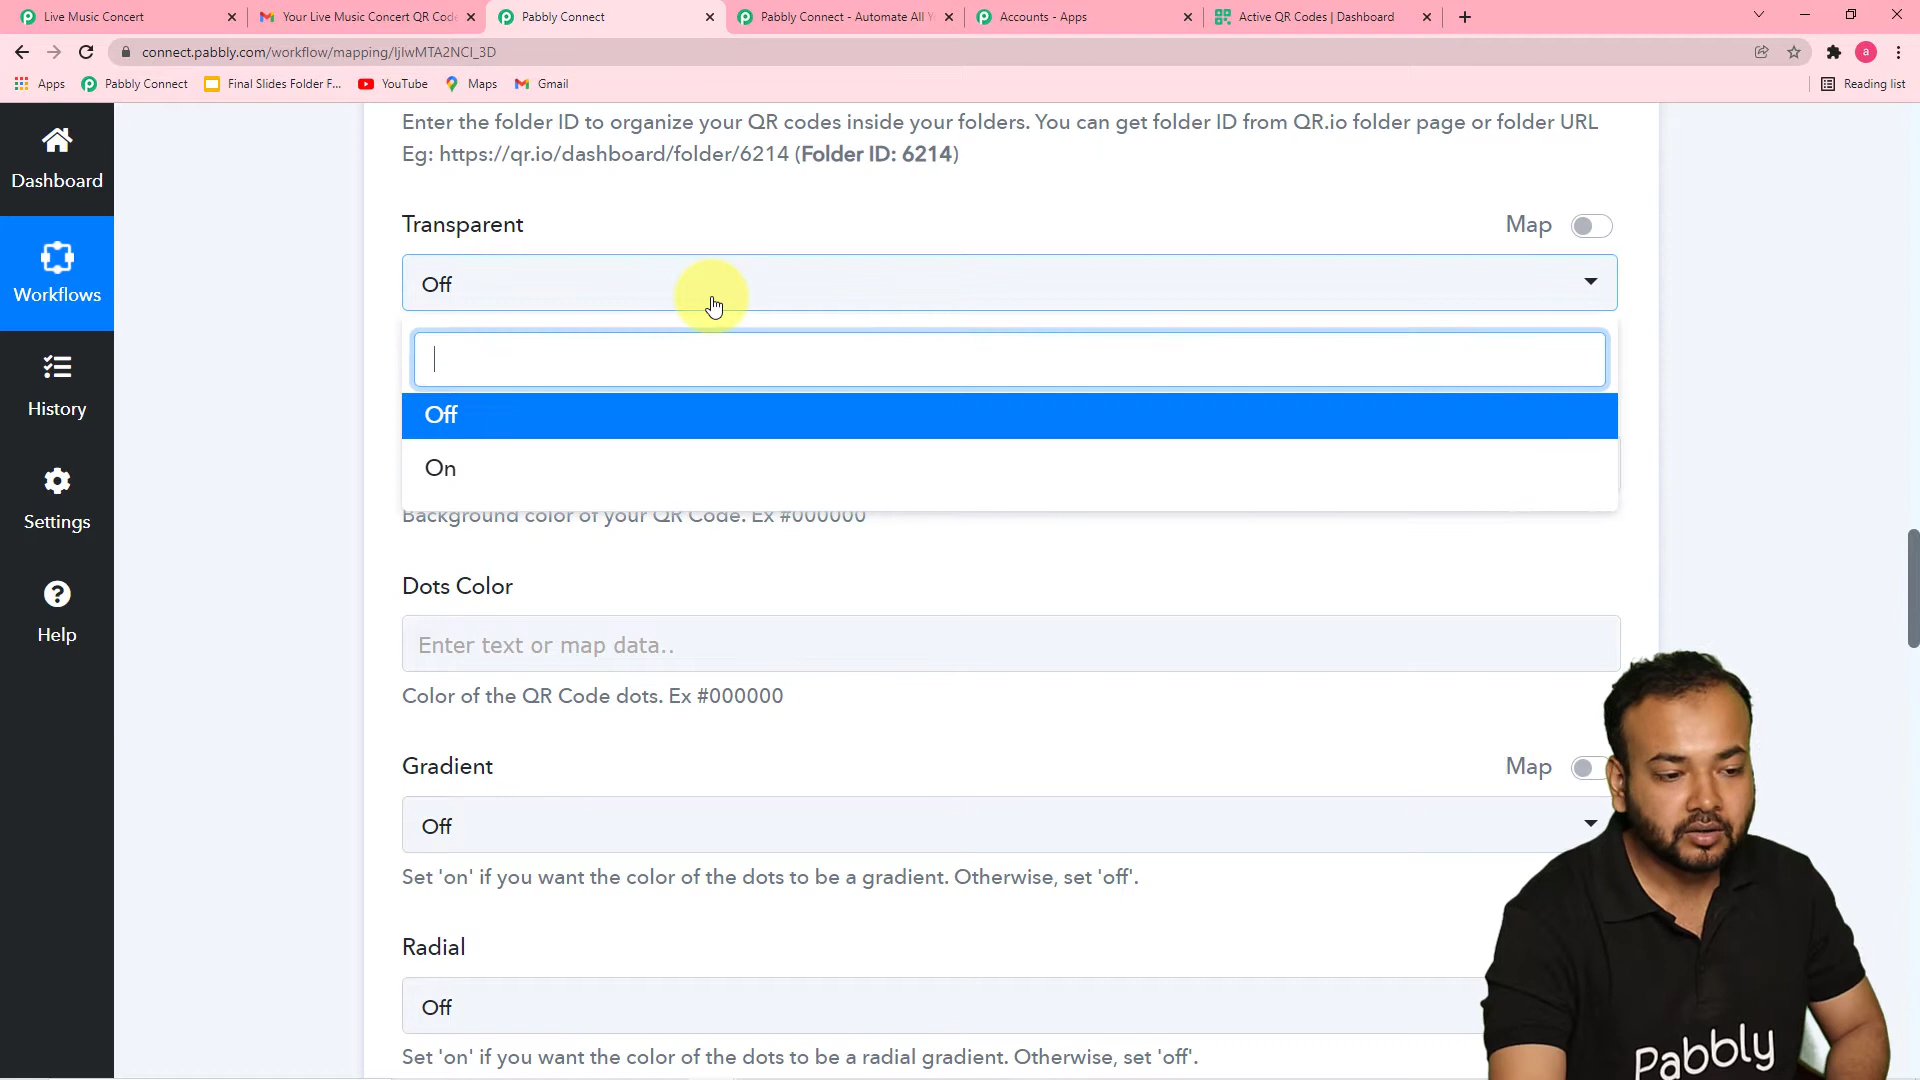 Live Music Concert
Your Live Music Concert QR Code
Pabbly Connect
Pabbly Connect - Automate All Y
Accounts - Apps
Active QR Codes | Dashboard
connect.pabbly.com/workflow/mapping/IjIwMTA2NCI_3D
a
Apps
Pabbly Connect
Final Slides Folder F...
YouTube
Maps
Gmail
Reading list
Dashboard
Workflows
History
Settings
Help
Enter the folder ID to organize your QR codes inside your folders. You can get folder ID from QR.io folder page or folder URL
Eg: https://qr.io/dashboard/folder/6214 (Folder ID: 6214)
Transparent
Map
Off
Off
On
Background color of your QR Code. Ex #000000
Dots Color
Enter text or map data..
Color of the QR Code dots. Ex #000000
Gradient
Map
Off
Set 'on' if you want the color of the dots to be a gradient. Otherwise, set 'off'.
Radial
Off
Set 'on' if you want the color of the dots to be a radial gradient. Otherwise, set 'off'.
Pabbly